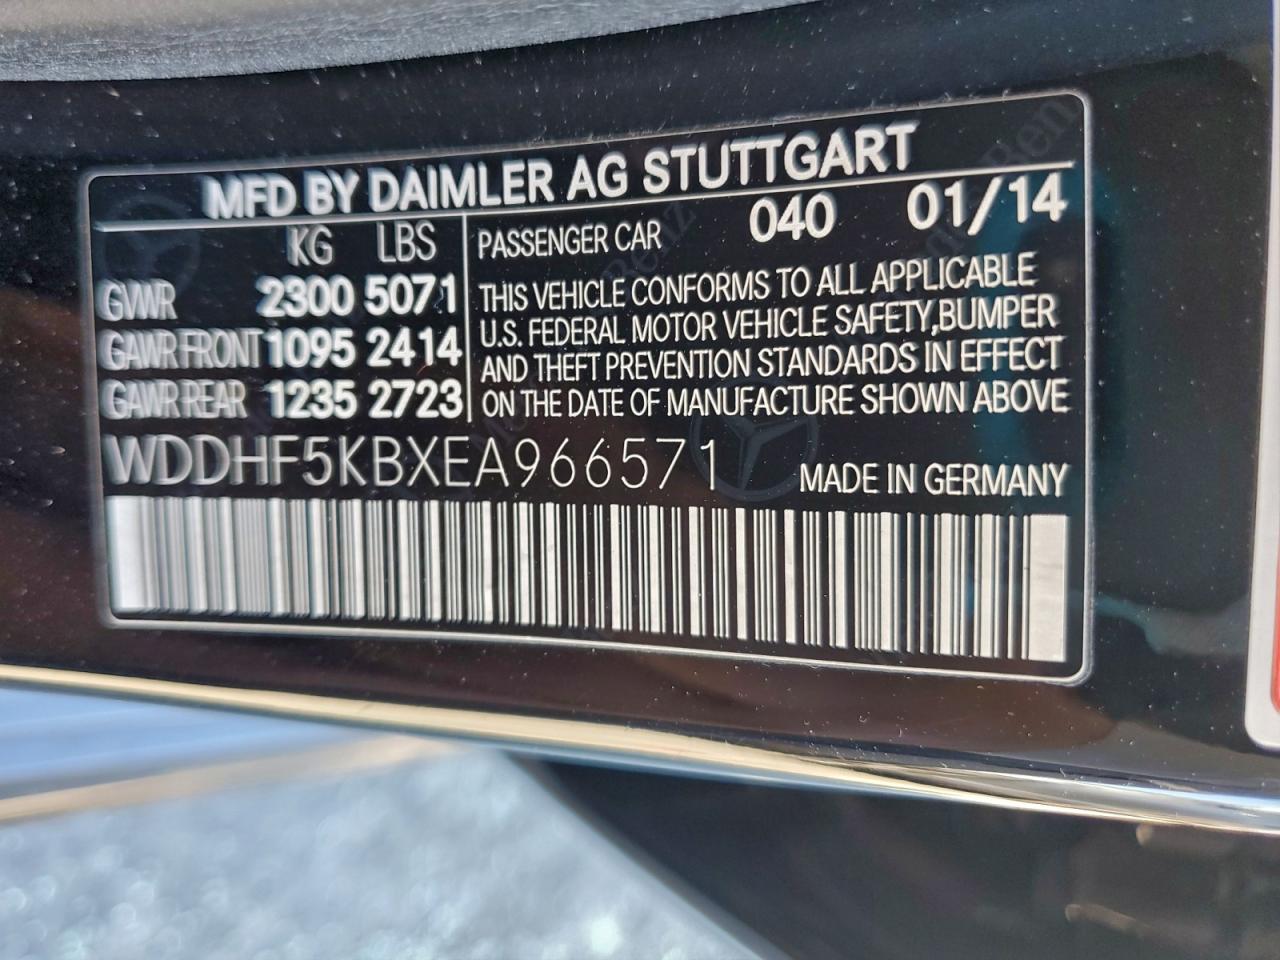 MFD BY DAIMLER AG STUTTGART
KG LBS
GVWR 2300 5071
GAWR FRONT 1095 2414
GAWR REAR 1235 2723
PASSENGER CAR 040 01/14
THIS VEHICLE CONFORMS TO ALL APPLICABLE
U.S. FEDERAL MOTOR VEHICLE SAFETY,BUMPER
AND THEFT PREVENTION STANDARDS IN EFFECT
ON THE DATE OF MANUFACTURE SHOWN ABOVE
WDDHF5KBXEA966571 MADE IN GERMANY